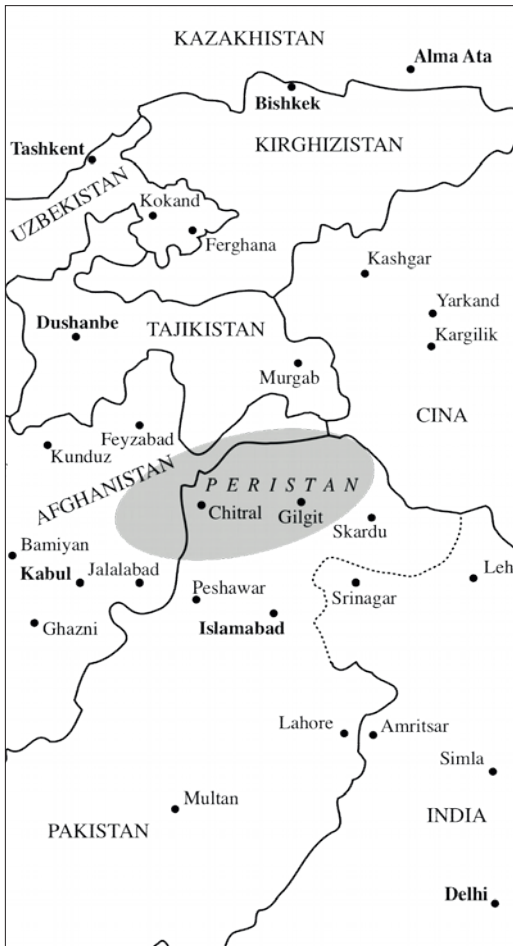 KAZAKHISTAN
Alma Ata
Bishkek
KIRGHIZISTAN
Tashkent
UZBEKISTAN
Kokand
Ferghana
Kashgar
Yarkand
Dushanbe
TAJIKISTAN
Kargilik
Murgab
CINA
Feyzabad
Kunduz
AFGHANISTAN
PERISTAN
Chitral
Gilgit
Skardu
Bamiyan
Kabul
Jalalabad
Leh
Peshawar
Srinagar
Ghazni
Islamabad
Lahore
Amritsar
Simla
Multan
PAKISTAN
INDIA
Delhi